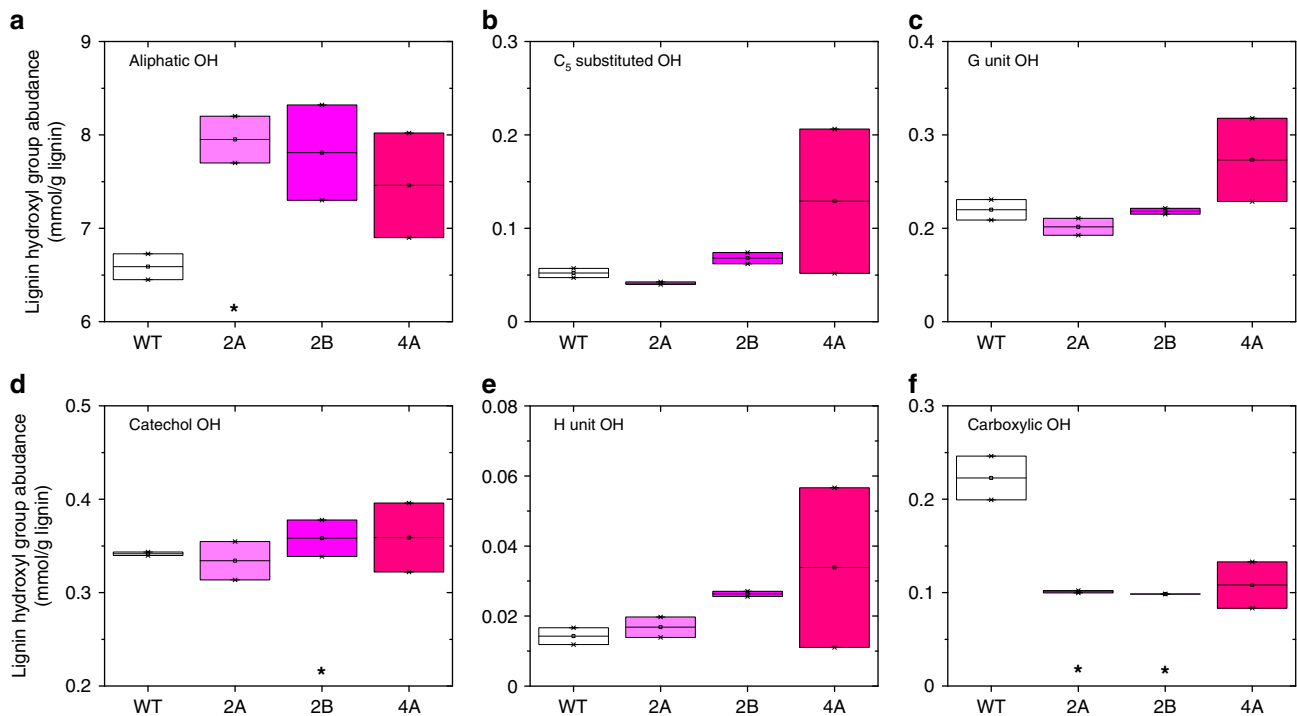 a
b
c
Lignin hydroxyl group abudance
(mmol/g lignin)
9
8
7
6
Aliphatic OH
*
WT 2A 2B 4A
0.3
0.2
0.1
0
C5 substituted OH
WT 2A 2B 4A
0.4
0.3
0.2
0
G unit OH
WT 2A 2B 4A
d
e
f
Lignin hydroxyl group abudance
(mmol/g lignin)
0.5
0.4
0.3
0.2
Catechol OH
*
WT 2A 2B 4A
0.08
0.06
0.04
0.02
0
H unit OH
WT 2A 2B 4A
0.3
0.2
0.1
0
Carboxylic OH
* *
WT 2A 2B 4A